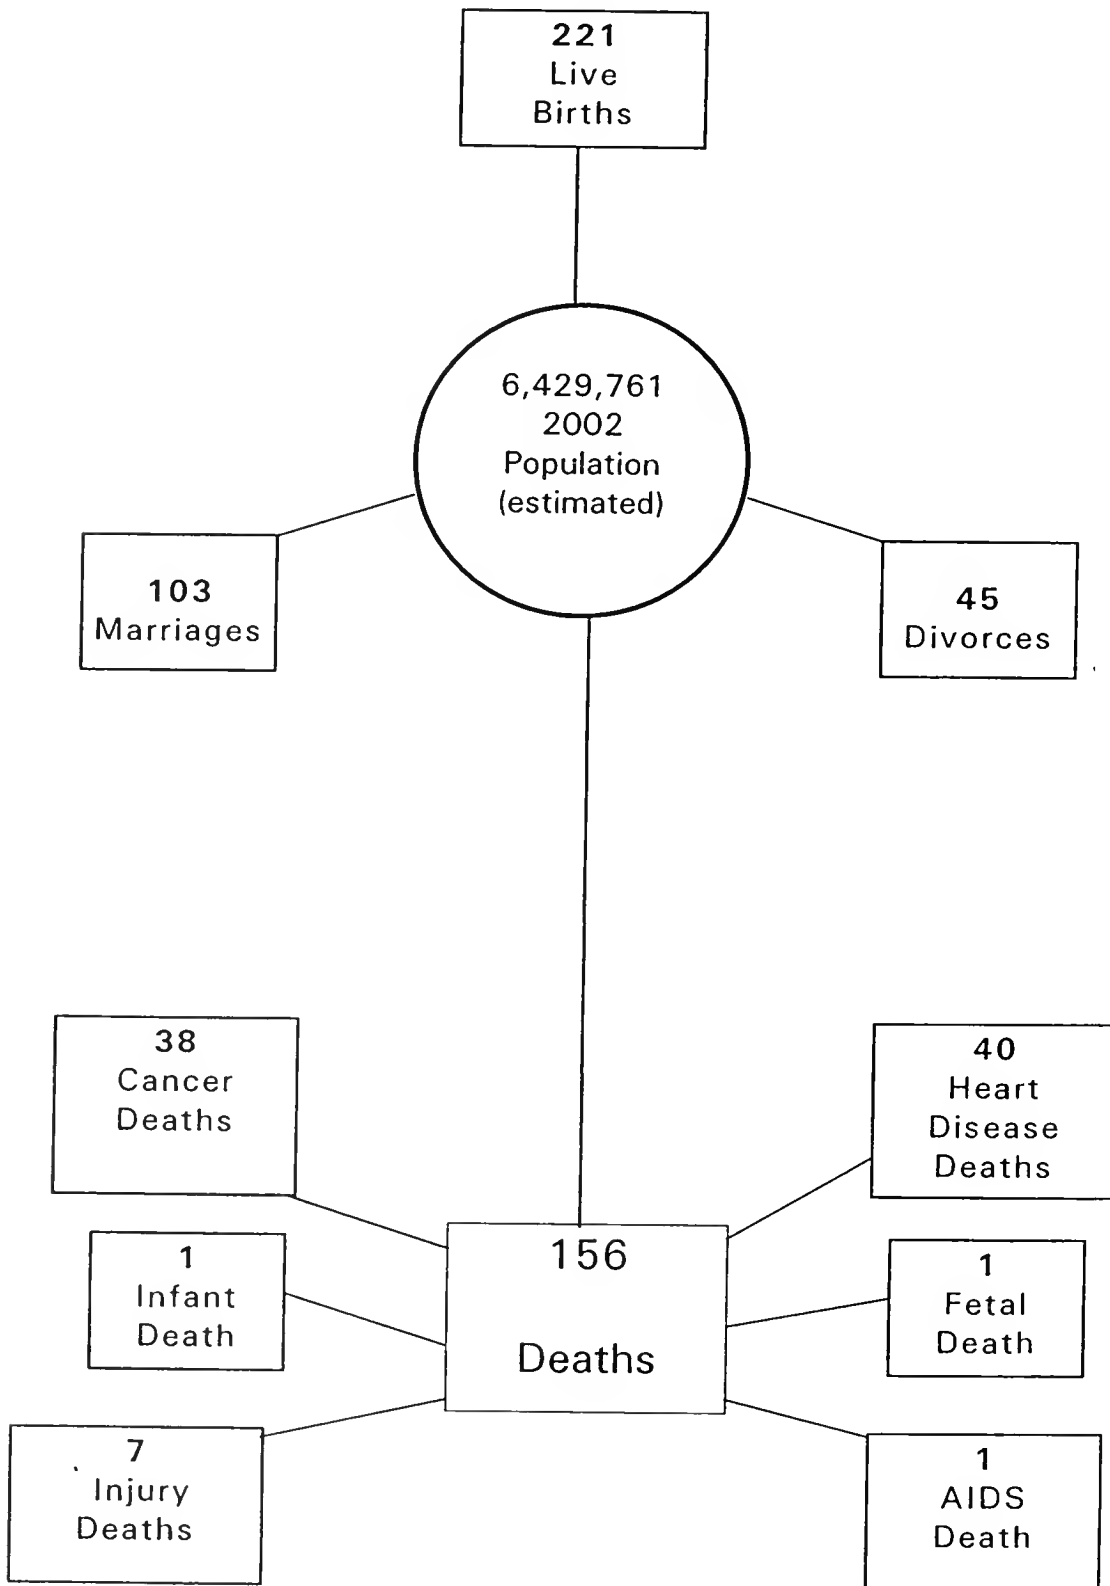 221
Live
Births
6,429,761
2002
Population
(estimated)
103
Marriages
45
Divorces
38
Cancer
Deaths
40
Heart
Disease
Deaths
156
Deaths
1
Infant
Death
1
Fetal
Death
7
Injury
Deaths
1
AIDS
Death